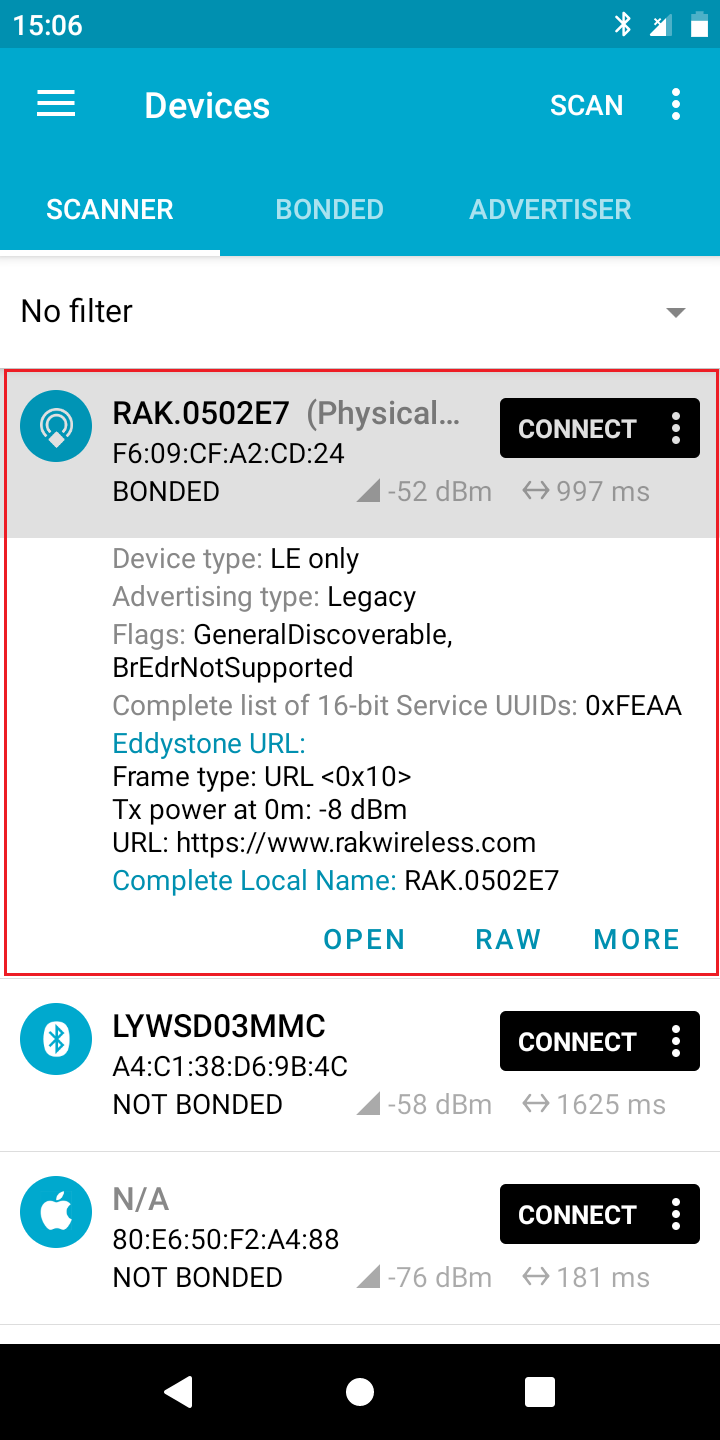 15:06
Devices
SCAN
SCANNER
BONDED
ADVERTISER
No filter
RAK.0502E7 (Physical...
CONNECT
F6:09:CF:A2:CD:24
BONDED
-52 dBm
997 ms
Device type: LE only
Advertising type: Legacy
Flags: GeneralDiscoverable,
BrEdrNotSupported
Complete list of 16-bit Service UUIDs: 0xFEAA
Eddystone URL:
Frame type: URL <0x10>
Tx power at 0m: -8 dBm
URL: https://www.rakwireless.com
Complete Local Name: RAK.0502E7
OPEN
RAW
MORE
LYWSD03MMC
CONNECT
A4:C1:38:D6:9B:4C
NOT BONDED
-58 dBm
1625 ms
N/A
CONNECT
80:E6:50:F2:A4:88
NOT BONDED
-76 dBm
181 ms